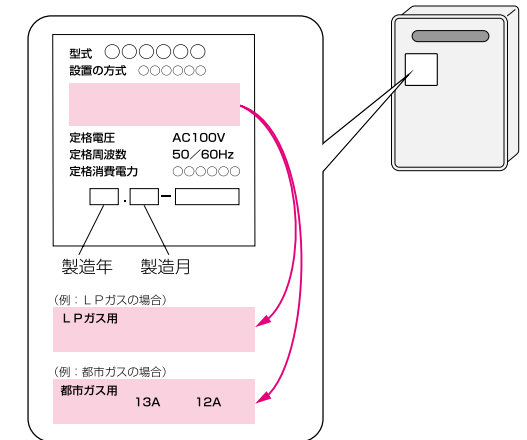 型式 ○○○○○○
設置の方式 ○○○○○○
定格電圧 AC100V
定格周波数 50／60Hz
定格消費電力 ○○○○○○
. -
製造年 製造月
(例：ＬＰガスの場合)
ＬＰガス用
(例：都市ガスの場合)
都市ガス用
13A 12A